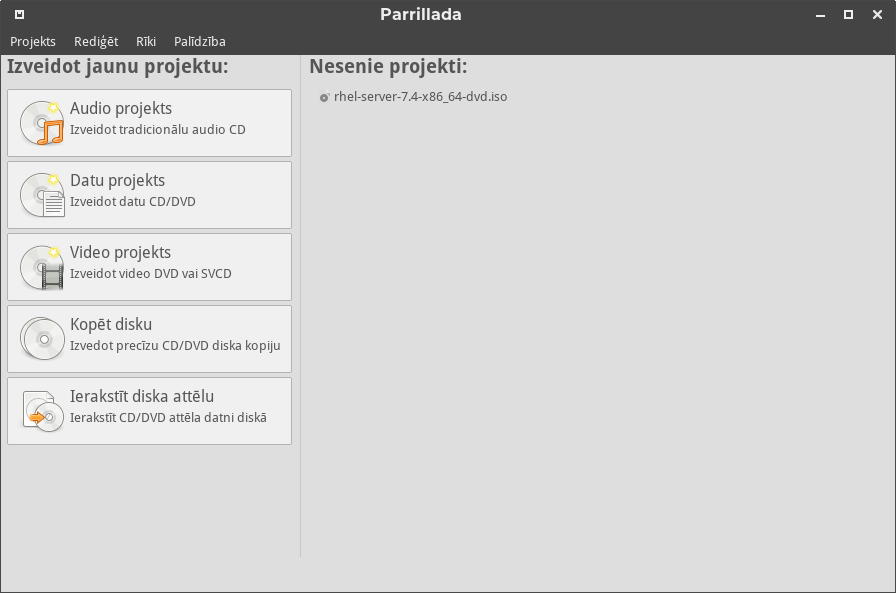 Parrillada
Projekts Rediģēt Rīki Palīdzība
Izveidot jaunu projektu:
Audio projekts
Izveidot tradicionālu audio CD
Datu projekts
Izveidot datu CD/DVD
Video projekts
Izveidot video DVD vai SVCD
Kopēt disku
Izvedot precīzu CD/DVD diska kopiju
Ierakstīt diska attēlu
Ierakstīt CD/DVD attēla datni diskā
Nesenie projekti:
rhel-server-7.4-x86_64-dvd.iso